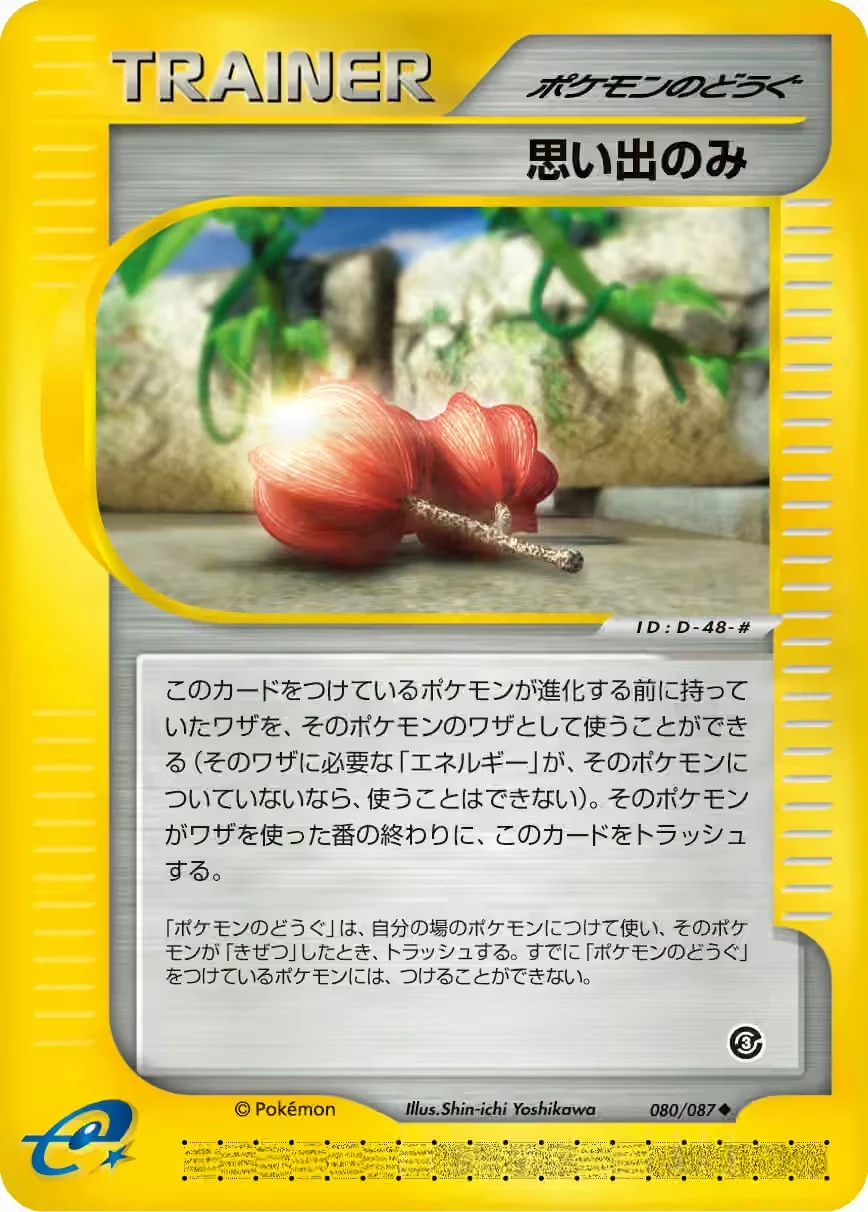 TRAINER
ポケモンのどうぐ
思い出のみ
ID:D-48-#
このカードをつけているポケモンが進化する前に持って
いたワザを、そのポケモンのワザとして使うことができ
る（そのワザに必要な「エネルギー」が、そのポケモンに
ついていないなら、使うことはできない）。そのポケモン
がワザを使った番の終わりに、このカードをトラッシュ
する。
「ポケモンのどうぐ」は、自分の場のポケモンにつけて使い、そのポケ
モンが「きぜつ」したとき、トラッシュする。すでに「ポケモンのどうぐ」
をつけているポケモンには、つけることができない。
3
© Pokémon Illus.Shin-ichi Yoshikawa 080/087◆
e